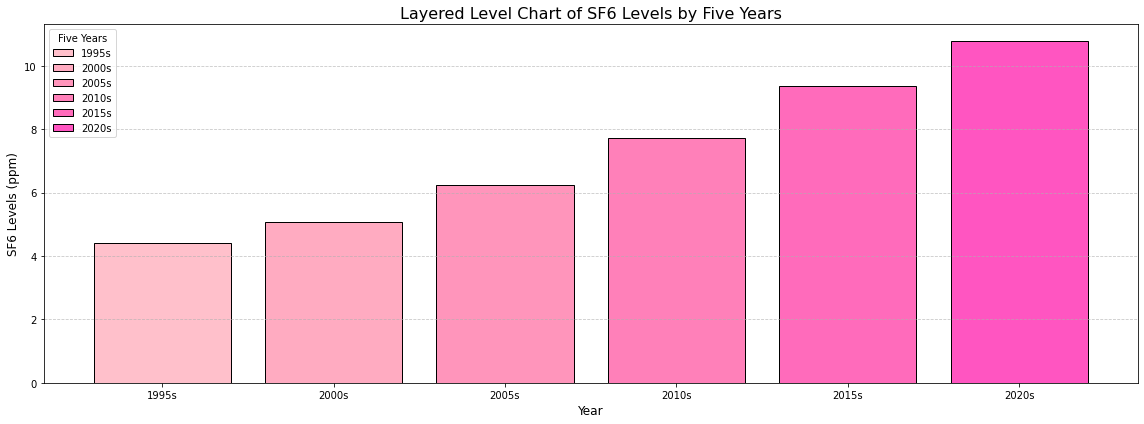 Layered Level Chart of SF6 Levels by Five Years
Five Years
1995s
2000s
2005s
2010s
2015s
2020s
SF6 Levels (ppm)
10
8
6
4
2
0
1995s
2000s
2005s
2010s
2015s
2020s
Year